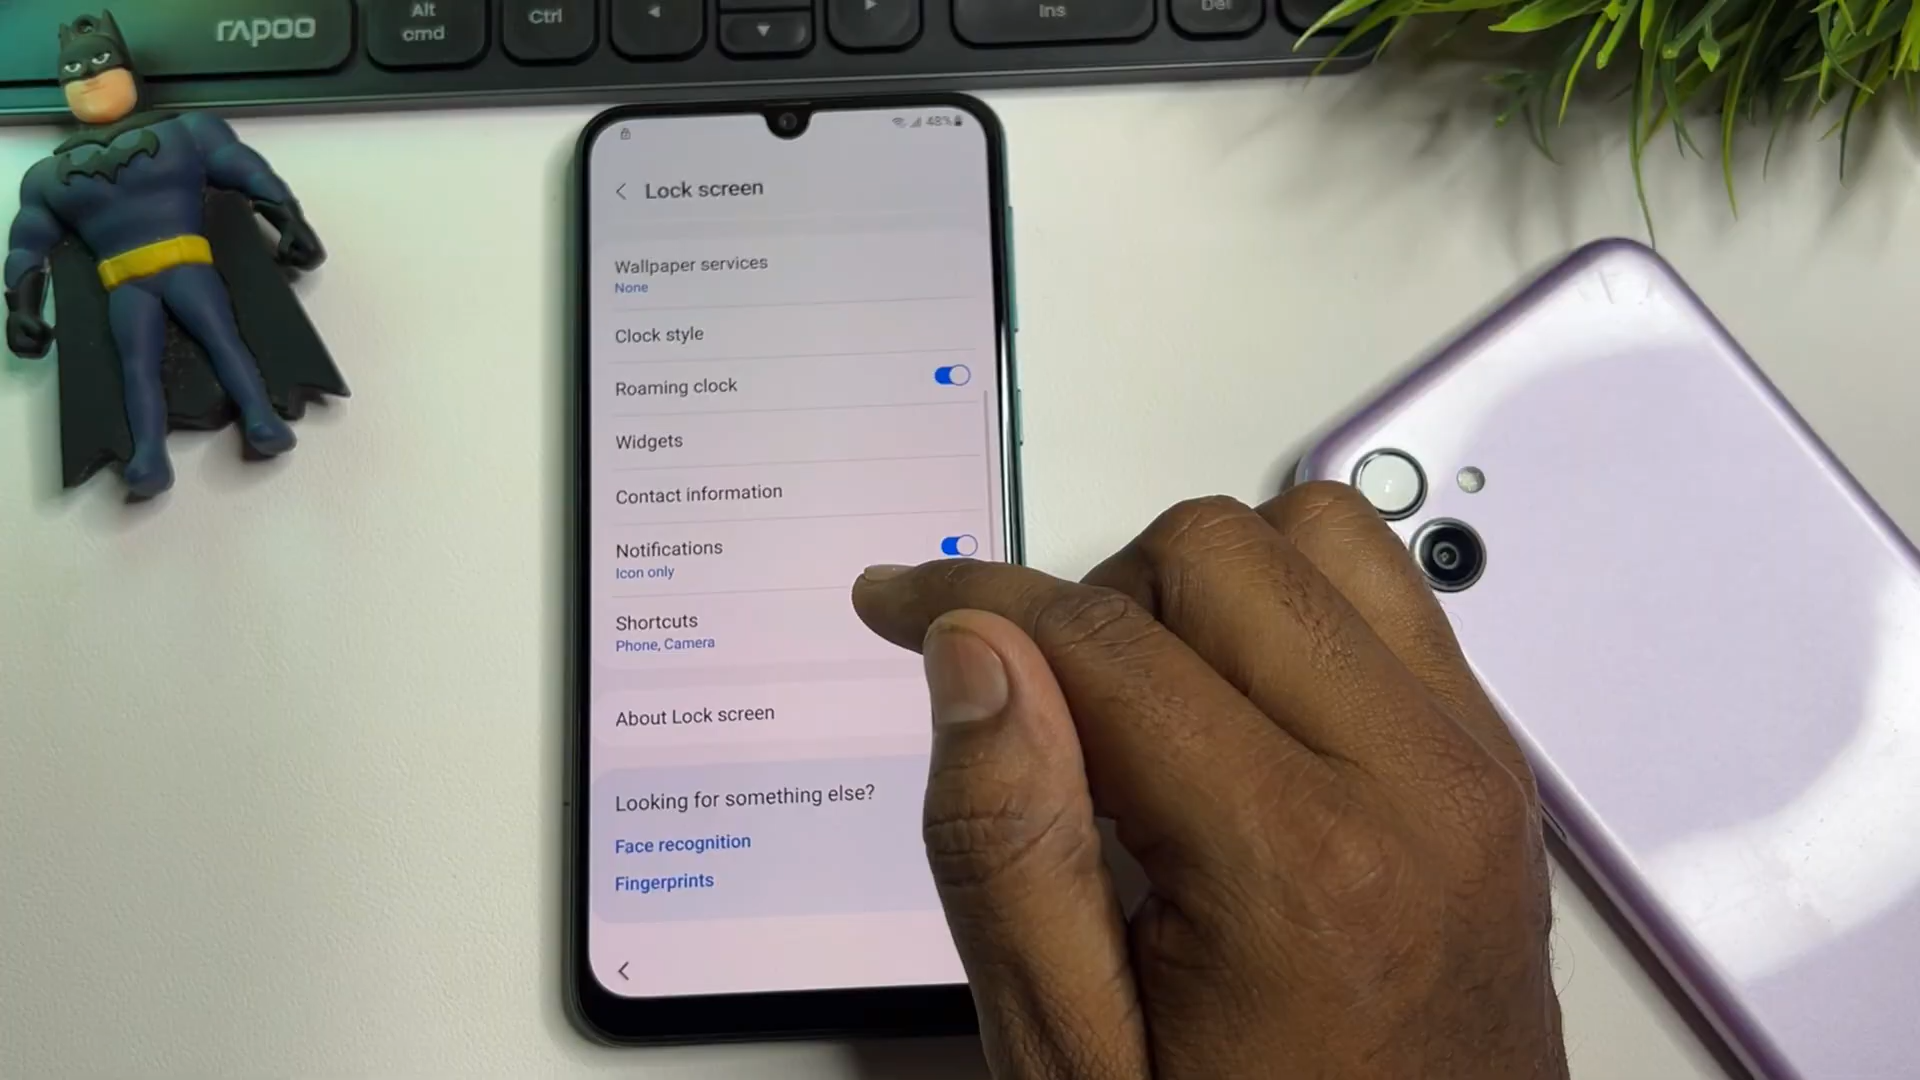 rapoo
Alt
cmd
Ctrl
Ins
Del
48%
Lock screen
Wallpaper services
None
Clock style
Roaming clock
Widgets
Contact information
Notifications
Icon only
Shortcuts
Phone, Camera
About Lock screen
Looking for something else?
Face recognition
Fingerprints